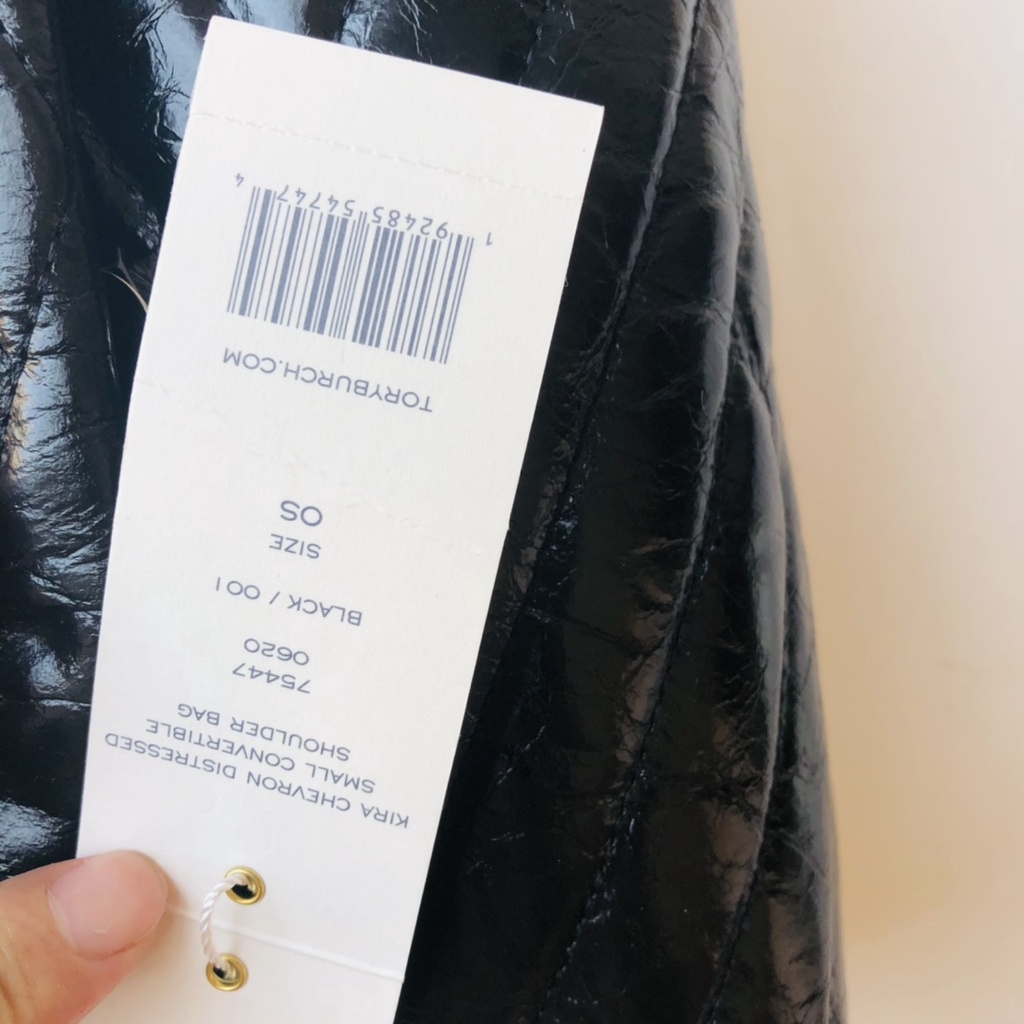 KIRA CHEVRON DISTRESSED
SMALL CONVERTIBLE
SHOULDER BAG
75447
0620
BLACK / 001
SIZE
OS
TORYBURCH.COM
1 92485 54747 4